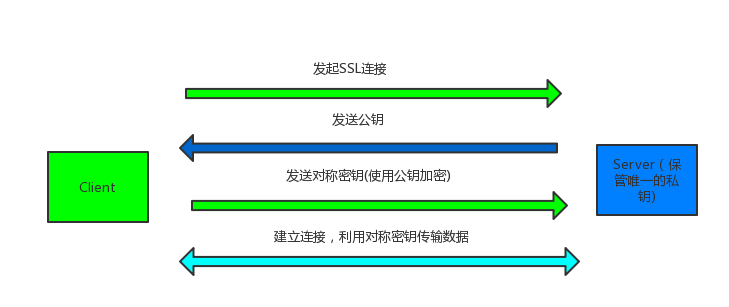 发起SSL连接
发送公钥
Client
Server（保
管唯一的私
钥）
发送对称密钥(使用公钥加密)
建立连接，利用对称密钥传输数据